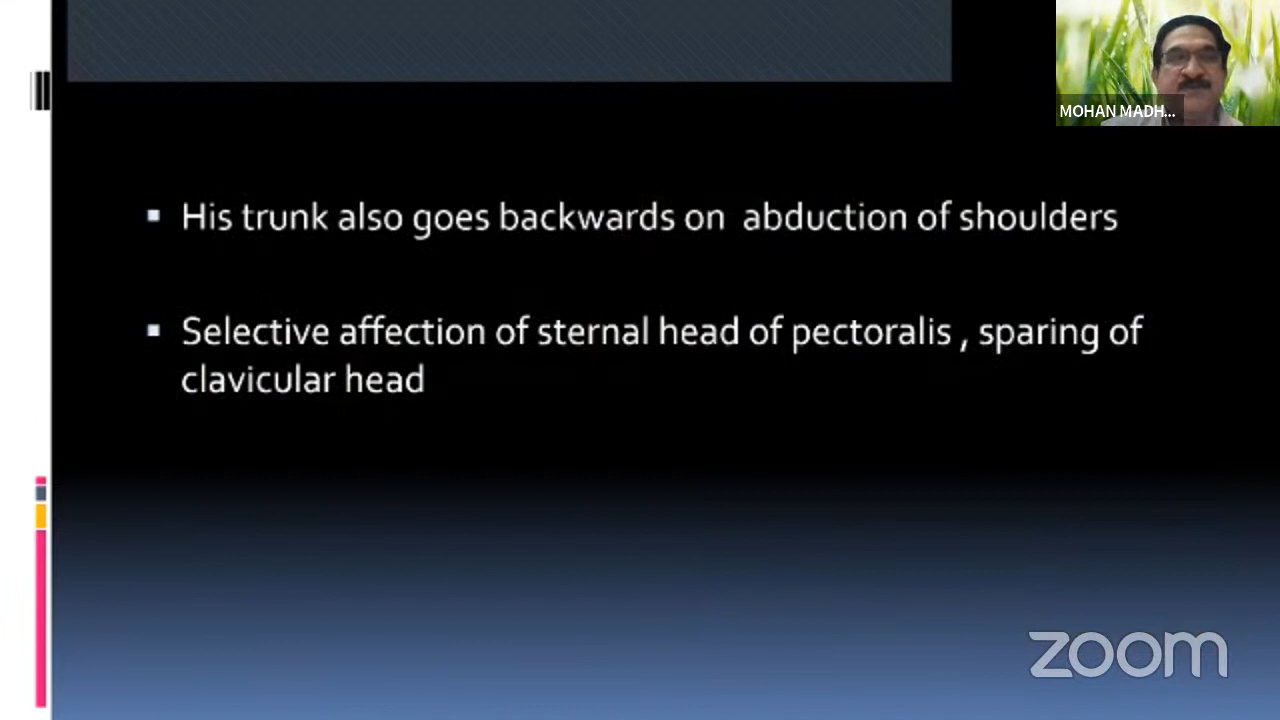 MOHAN MADH...
▪ His trunk also goes backwards on abduction of shoulders
▪ Selective affection of sternal head of pectoralis , sparing of
clavicular head
zoom